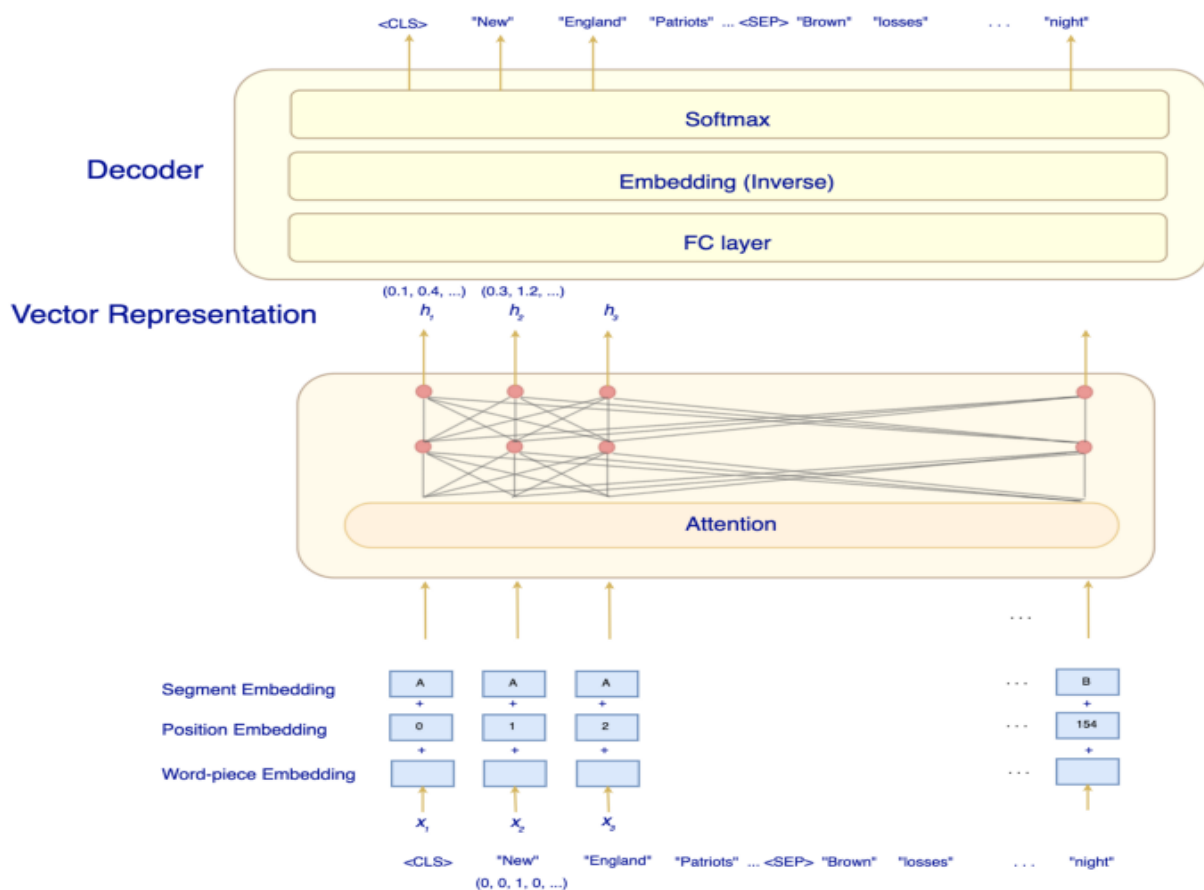 <CLS> "New" "England" "Patriots" ... <SEP> "Brown" "losses" . . . "night"
Softmax
Decoder
Embedding (Inverse)
FC layer
(0.1, 0.4, ...) (0.3, 1.2, ...)
Vector Representation h₁ h₂ h₃
Attention
. . .
Segment Embedding A A A . . . B
+ + + +
Position Embedding 0 1 2 . . . 154
+ + + +
Word-piece Embedding . . .
x₁ x₂ x₃
<CLS> "New" "England" "Patriots" ... <SEP> "Brown" "losses" . . . "night"
(0, 0, 1, 0, ...)